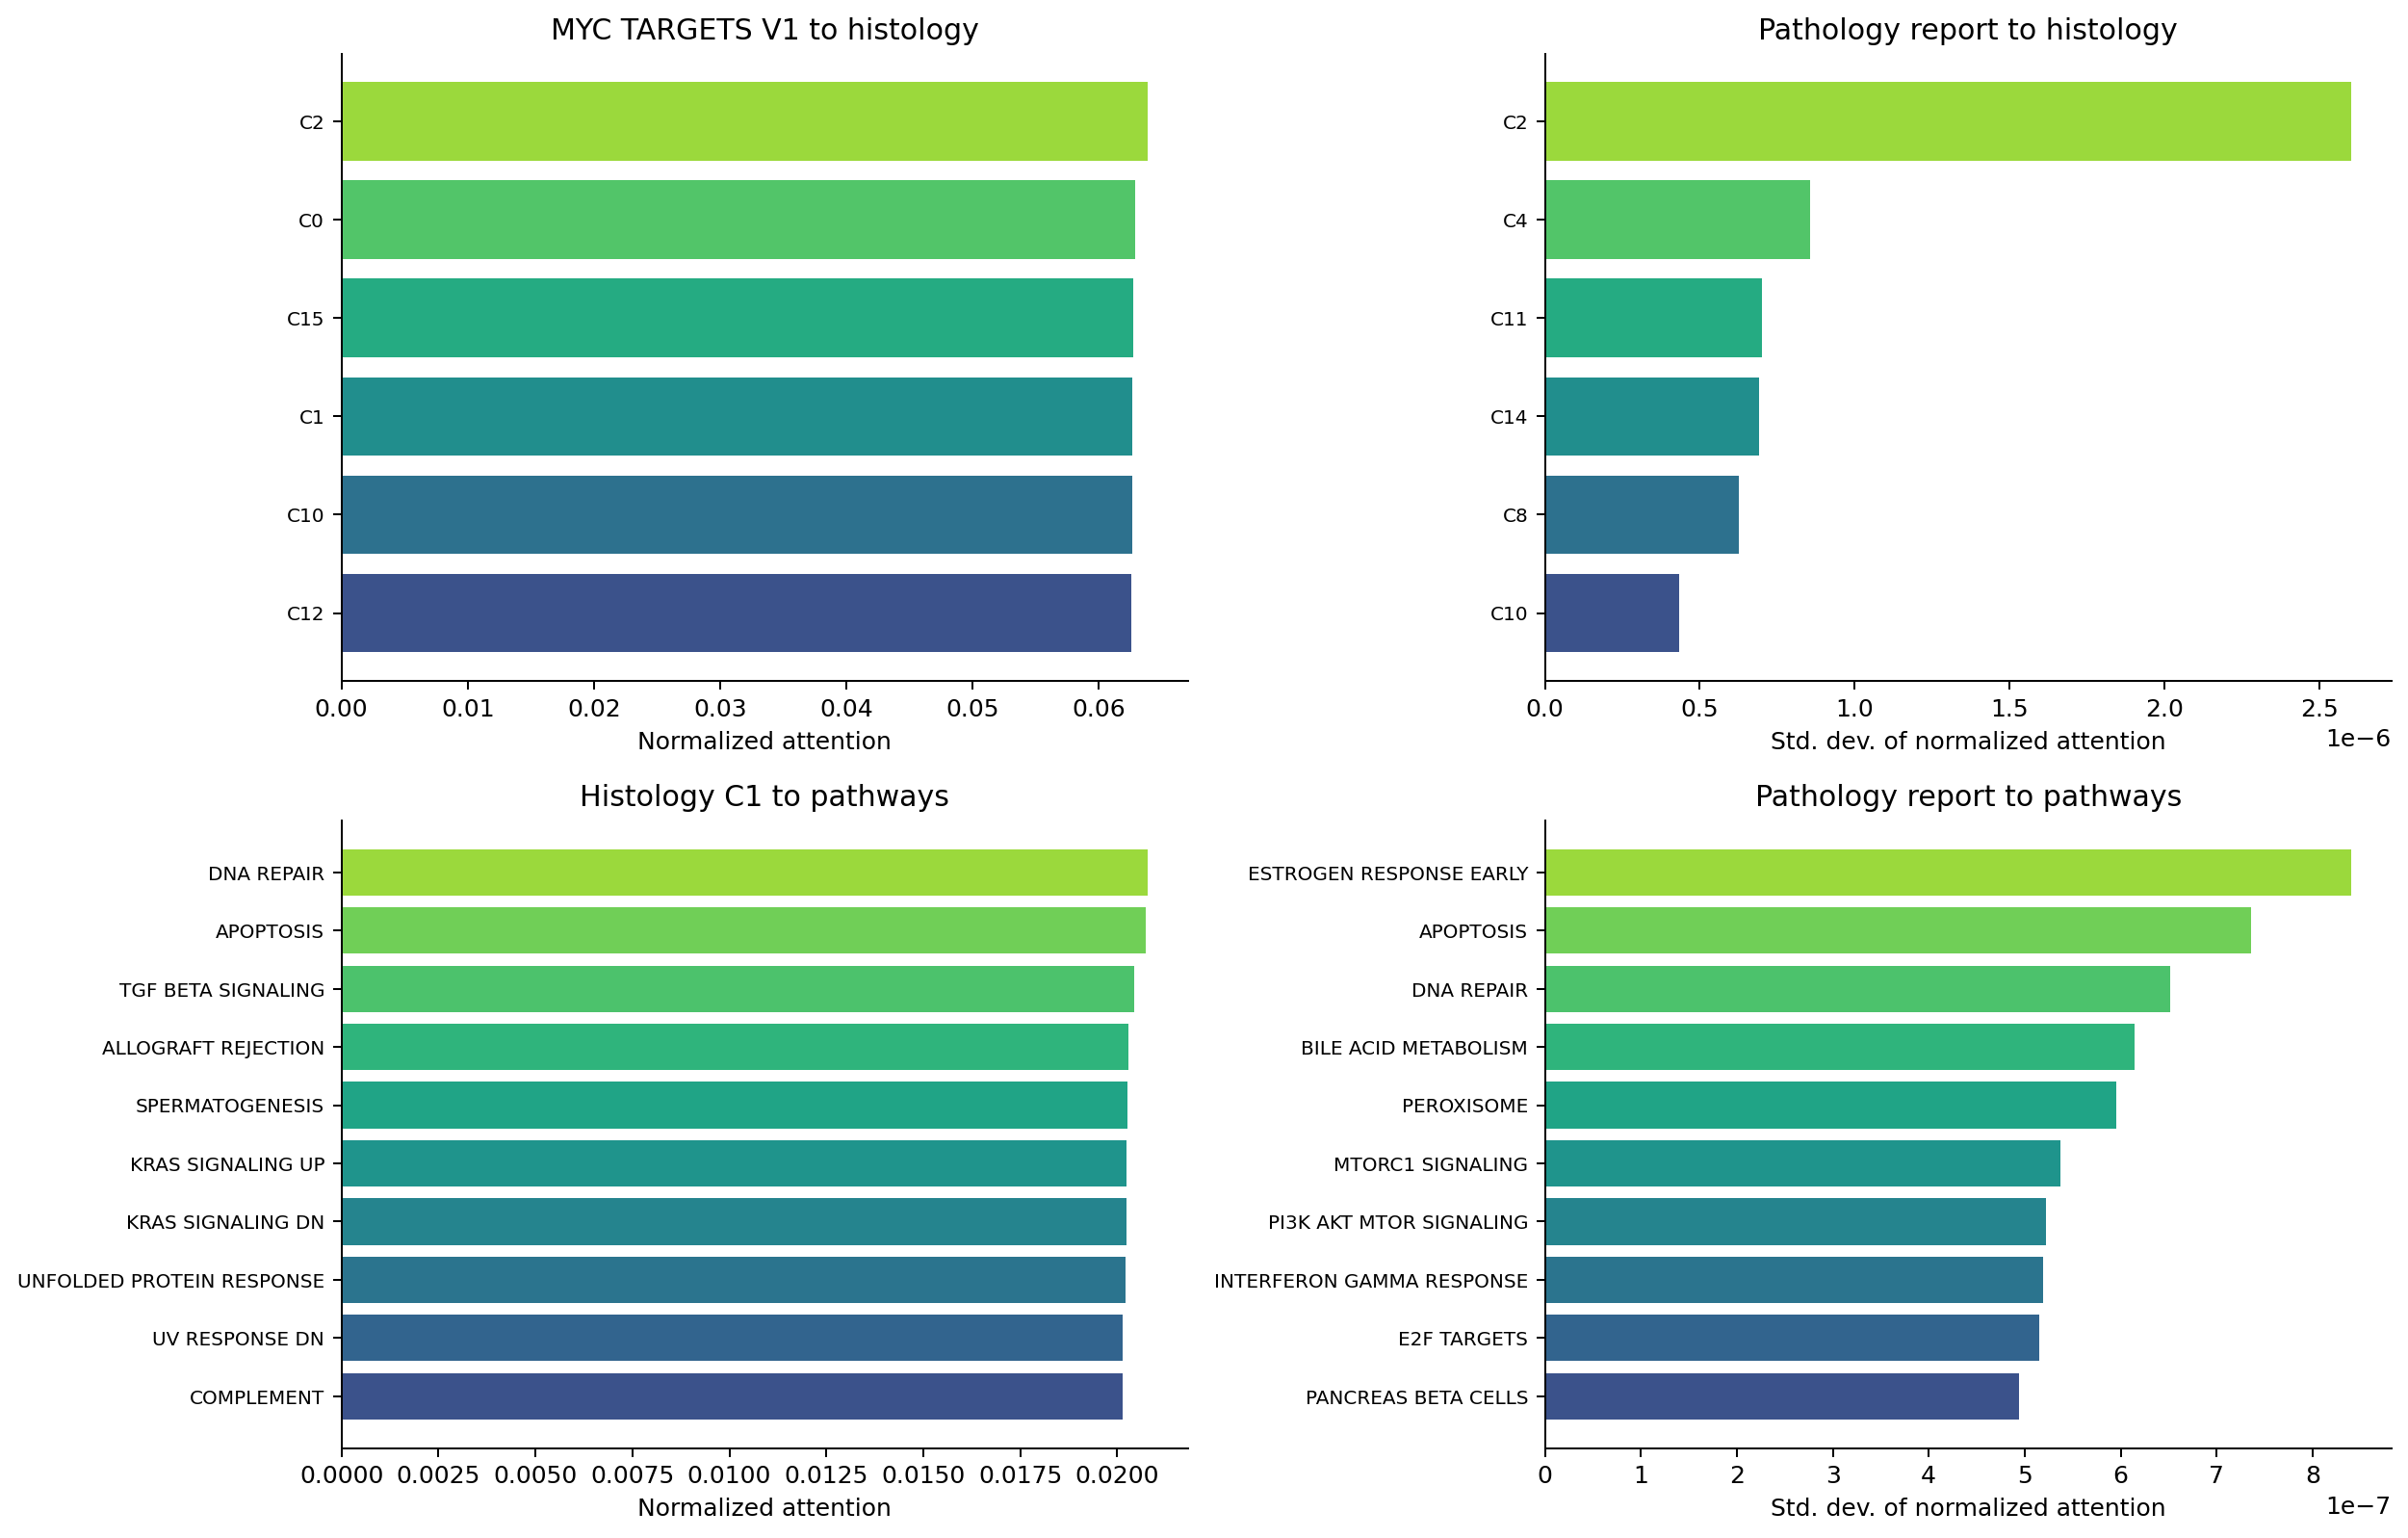 MYC TARGETS V1 to histology
C2
C0
C15
C1
C10
C12
0.00 0.01 0.02 0.03 0.04 0.05 0.06
Normalized attention
Pathology report to histology
C2
C4
C11
C14
C8
C10
0.0 0.5 1.0 1.5 2.0 2.5
Std. dev. of normalized attention
1e−6
Histology C1 to pathways
DNA REPAIR
APOPTOSIS
TGF BETA SIGNALING
ALLOGRAFT REJECTION
SPERMATOGENESIS
KRAS SIGNALING UP
KRAS SIGNALING DN
UNFOLDED PROTEIN RESPONSE
UV RESPONSE DN
COMPLEMENT
0.0000 0.0025 0.0050 0.0075 0.0100 0.0125 0.0150 0.0175 0.0200
Normalized attention
Pathology report to pathways
ESTROGEN RESPONSE EARLY
APOPTOSIS
DNA REPAIR
BILE ACID METABOLISM
PEROXISOME
MTORC1 SIGNALING
PI3K AKT MTOR SIGNALING
INTERFERON GAMMA RESPONSE
E2F TARGETS
PANCREAS BETA CELLS
0 1 2 3 4 5 6 7 8
Std. dev. of normalized attention
1e−7